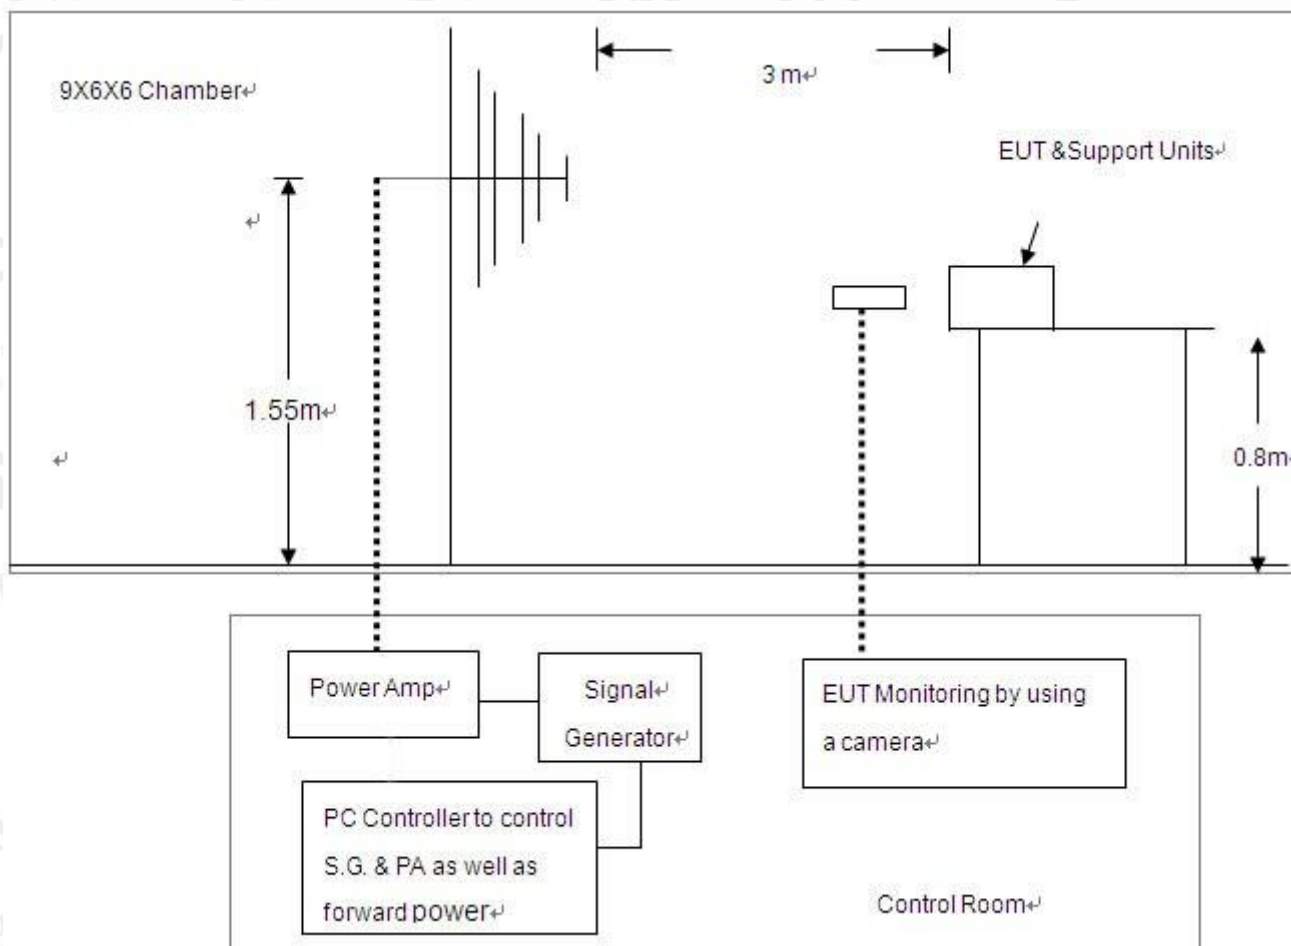 9X6X6 Chamber
3 m
EUT &Support Units
1.55m
0.8m
Power Amp
Signal
Generator
EUT Monitoring by using
a camera
PC Controller to control
S.G. & PA as well as
forward power
Control Room